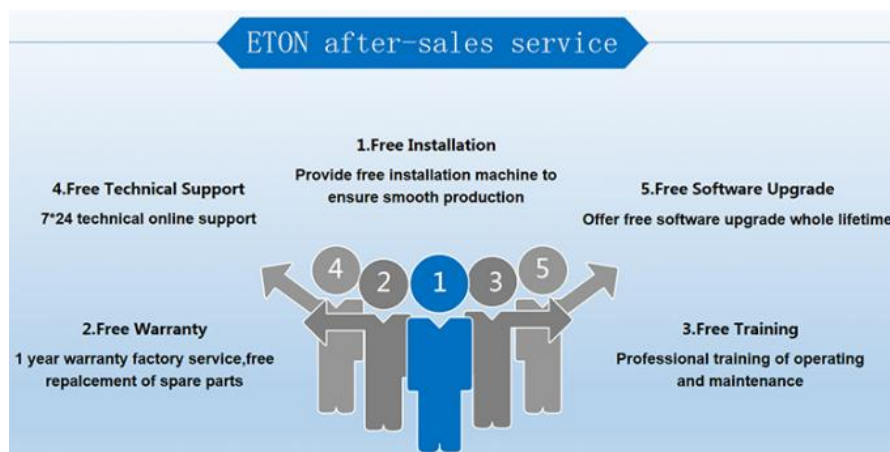 ETON after-sales service
1.Free Installation
Provide free installation machine to
ensure smooth production
4.Free Technical Support
7*24 technical online support
5.Free Software Upgrade
Offer free software upgrade whole lifetime
4
2
1
3
5
2.Free Warranty
1 year warranty factory service,free
repalcement of spare parts
3.Free Training
Professional training of operating
and maintenance